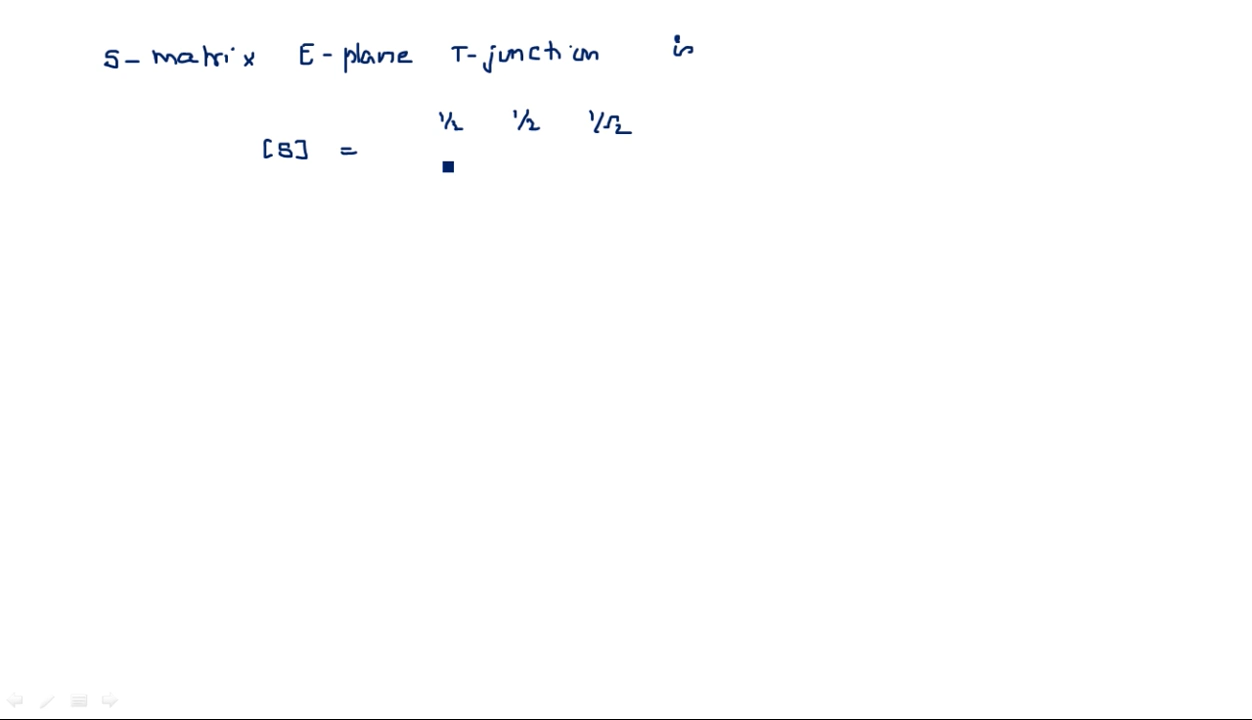 S-matrix E-plane T-junction is
1/2 1/2 1/√2
[S] =